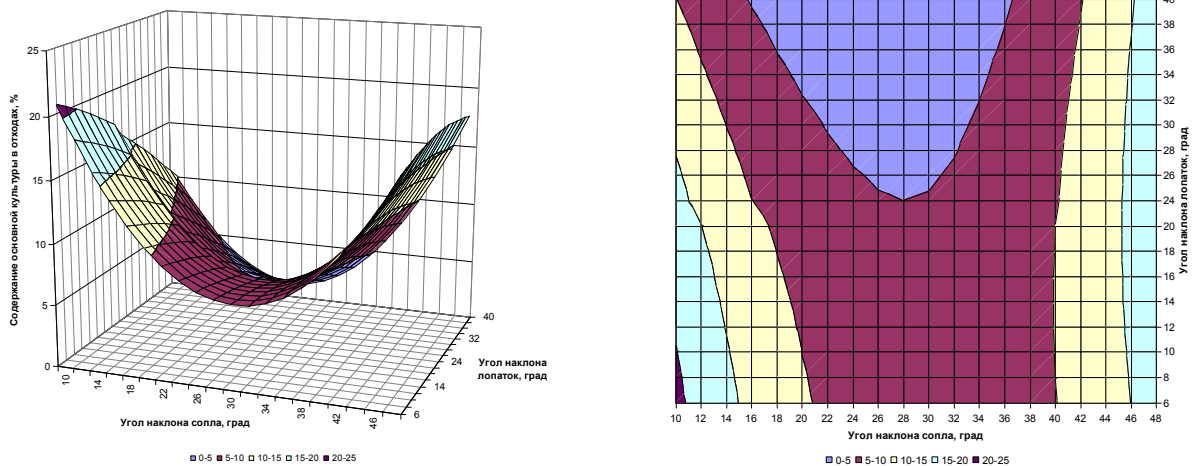 Содержание основной культуры в отходах, %
25
20
15
10
5
0
10 14 18 22 26 30 34 38 42 46
Угол наклона сопла, град
6
14
24
32
40
Угол наклона
лопаток, град
0-5 5-10 10-15 15-20 20-25
40
38
36
34
32
30
28
24
20
16
14
10
8
6
Угол наклона лопаток, град
10 12 14 16 18 20 22 24 26 28 30 32 34 36 38 40 42 44 46 48
Угол наклона сопла, град
0-5 5-10 10-15 15-20 20-25